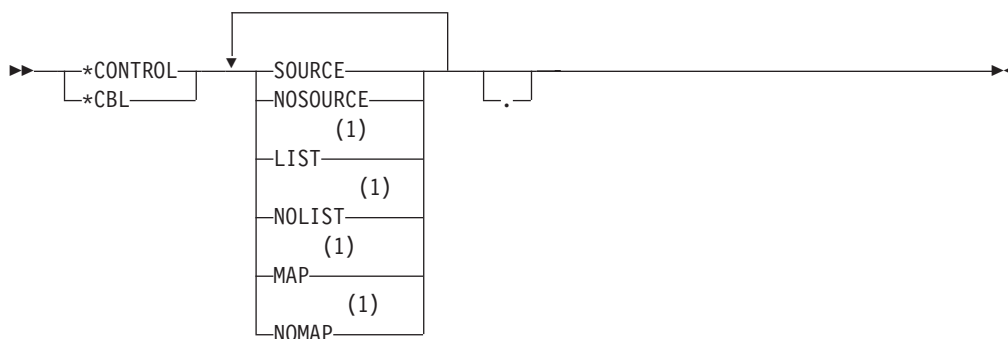 *CONTROL SOURCE
*CBL NOSOURCE .
(1)
LIST
(1)
NOLIST
(1)
MAP
(1)
NOMAP